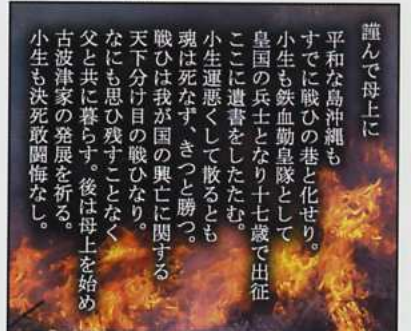 謹んで母上に
平和な島沖縄も
すでに戦ひの巷と化せり。
小生も鉄血勤皇隊として
皇国の兵士となり十七歳で出征
ここに遺書をしたたむ。
小生運悪くして散るとも
魂は死なず、きつと勝つ。
戦ひは我が国の興亡に関する
天下分け目の戦ひなり。
なにも思ひ残すことなく
父と共に暮らす。後は母上を始め
古波津家の発展を祈る。
小生も決死敢闘悔なし。